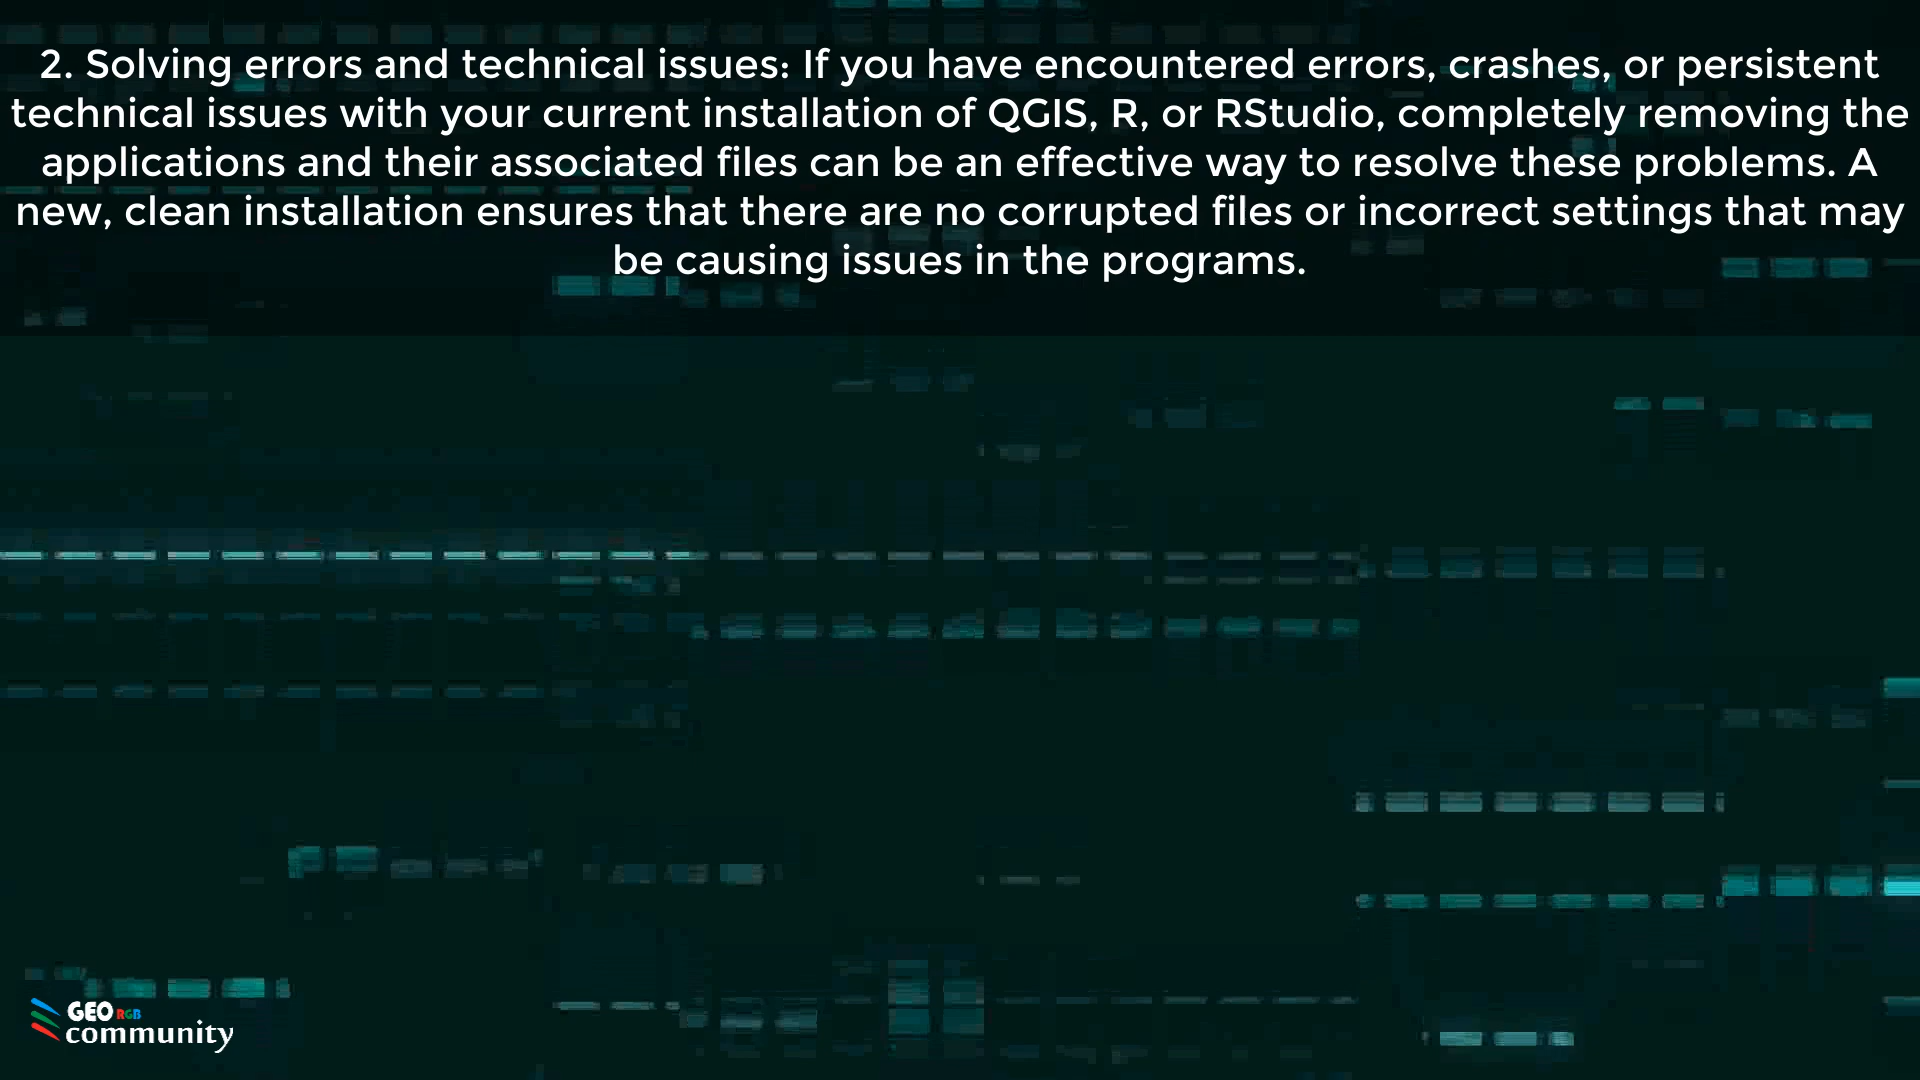 2. Solving errors and technical issues: If you have encountered errors, crashes, or persistent
technical issues with your current installation of QGIS, R, or RStudio, completely removing the
applications and their associated files can be an effective way to resolve these problems. A
new, clean installation ensures that there are no corrupted files or incorrect settings that may
be causing issues in the programs.
GEO RGB
community